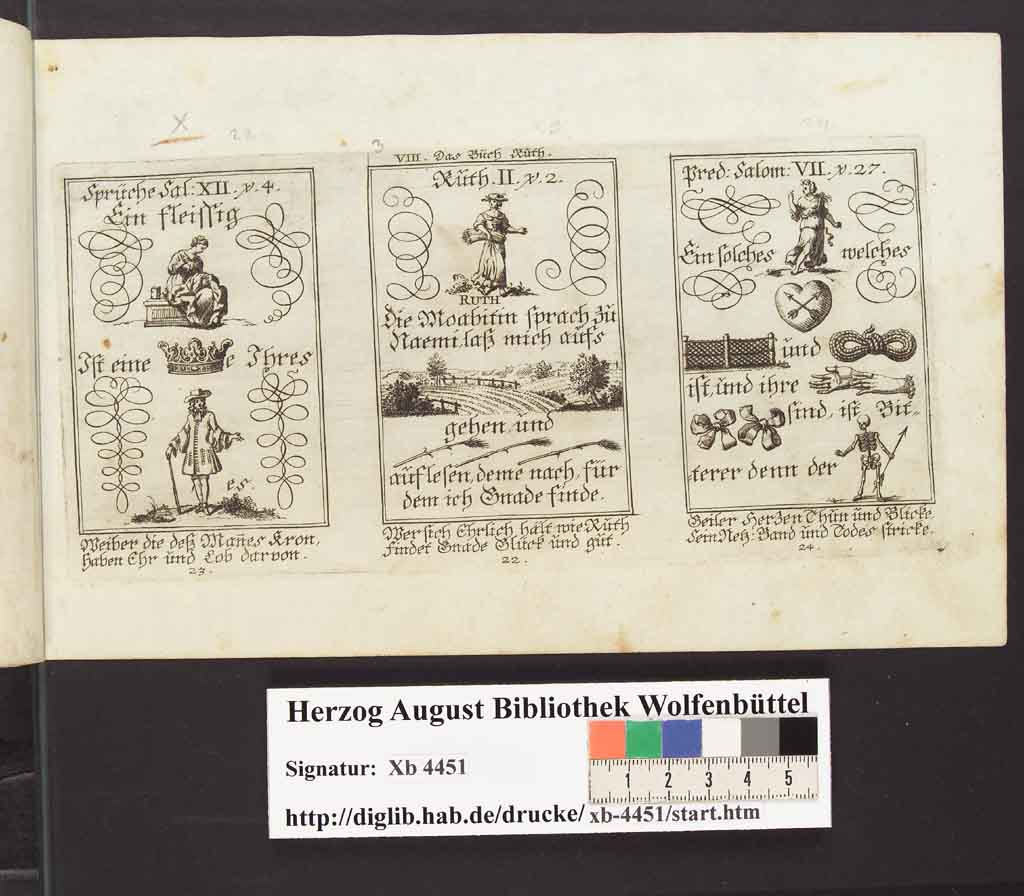 X
3
Sprüche Sal: XII. v. 4.
Ein fleissig
Ist eine e Ihres
es.
Weiber die deß Mañes Kron,
haben Ehr und Lob darvon.
23.
VIII. Das Buch Ruth.
Ruth. II. v. 2.
RUTH
Die Moabitin sprach zu
Naemi laß mich aufs
gehen, und
auflesen, deme nach, für
dem ich Gnade finde.
Wer sich Ehrlich hält wie Ruth
Findet Gnade Glück und gut.
22.
Pred: Salom: VII. v. 27.
Ein solches welches
und
ist, und ihre
sind, ist, Bit-
terer denn der
Geiler Herzen Thun und Blicke
Sein Netz: Band und Todes stricke.
24.
Herzog August Bibliothek Wolfenbüttel
Signatur: Xb 4451
http://diglib.hab.de/drucke/ xb-4451/start.htm
1 2 3 4 5